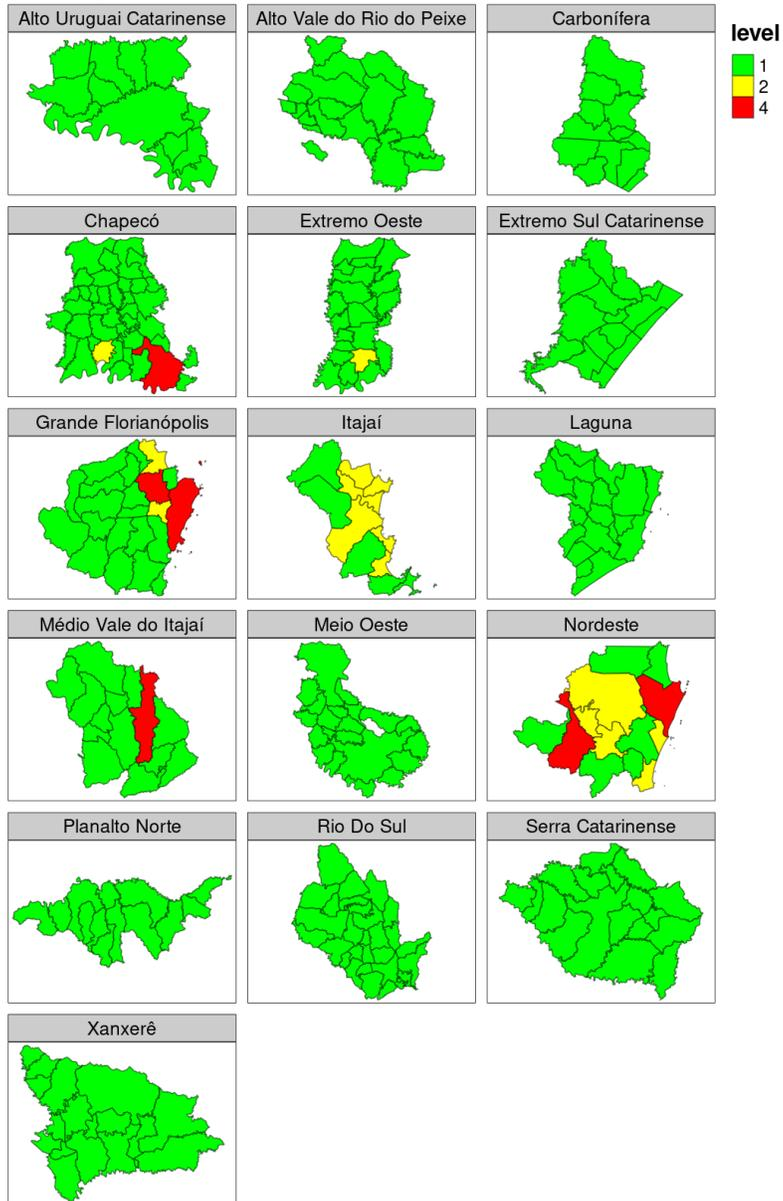 Alto Uruguai Catarinense
Alto Vale do Rio do Peixe
Carbonífera
level
1
2
4
Chapecó
Extremo Oeste
Extremo Sul Catarinense
Grande Florianópolis
Itajaí
Laguna
Médio Vale do Itajaí
Meio Oeste
Nordeste
Planalto Norte
Rio Do Sul
Serra Catarinense
Xanxerê